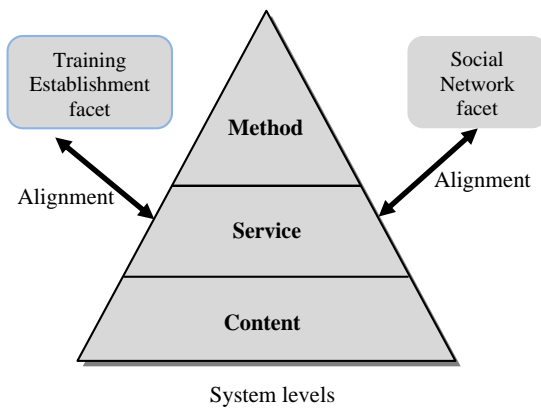 Training
Establishment
facet
Social
Network
facet
Method
Alignment
Alignment
Service
Content
System levels